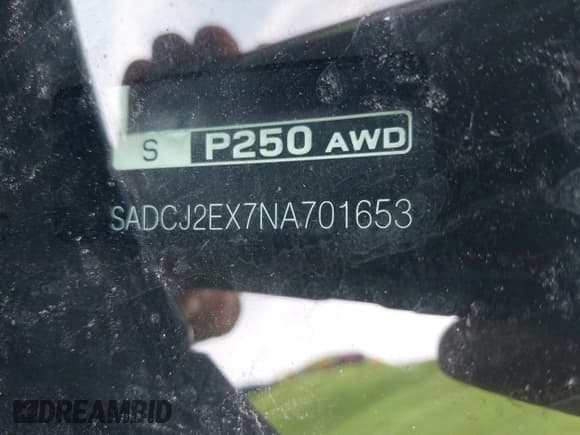 S P250 AWD
SADCJ2EX7NA701653
DREAMBID